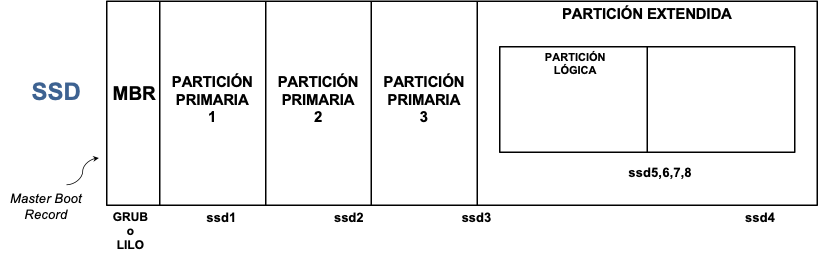 SSD
Master Boot
Record
MBR
GRUB
o
LILO
PARTICIÓN
PRIMARIA
1
ssd1
PARTICIÓN
PRIMARIA
2
ssd2
PARTICIÓN
PRIMARIA
3
ssd3
PARTICIÓN EXTENDIDA
PARTICIÓN
LÓGICA
ssd5,6,7,8
ssd4